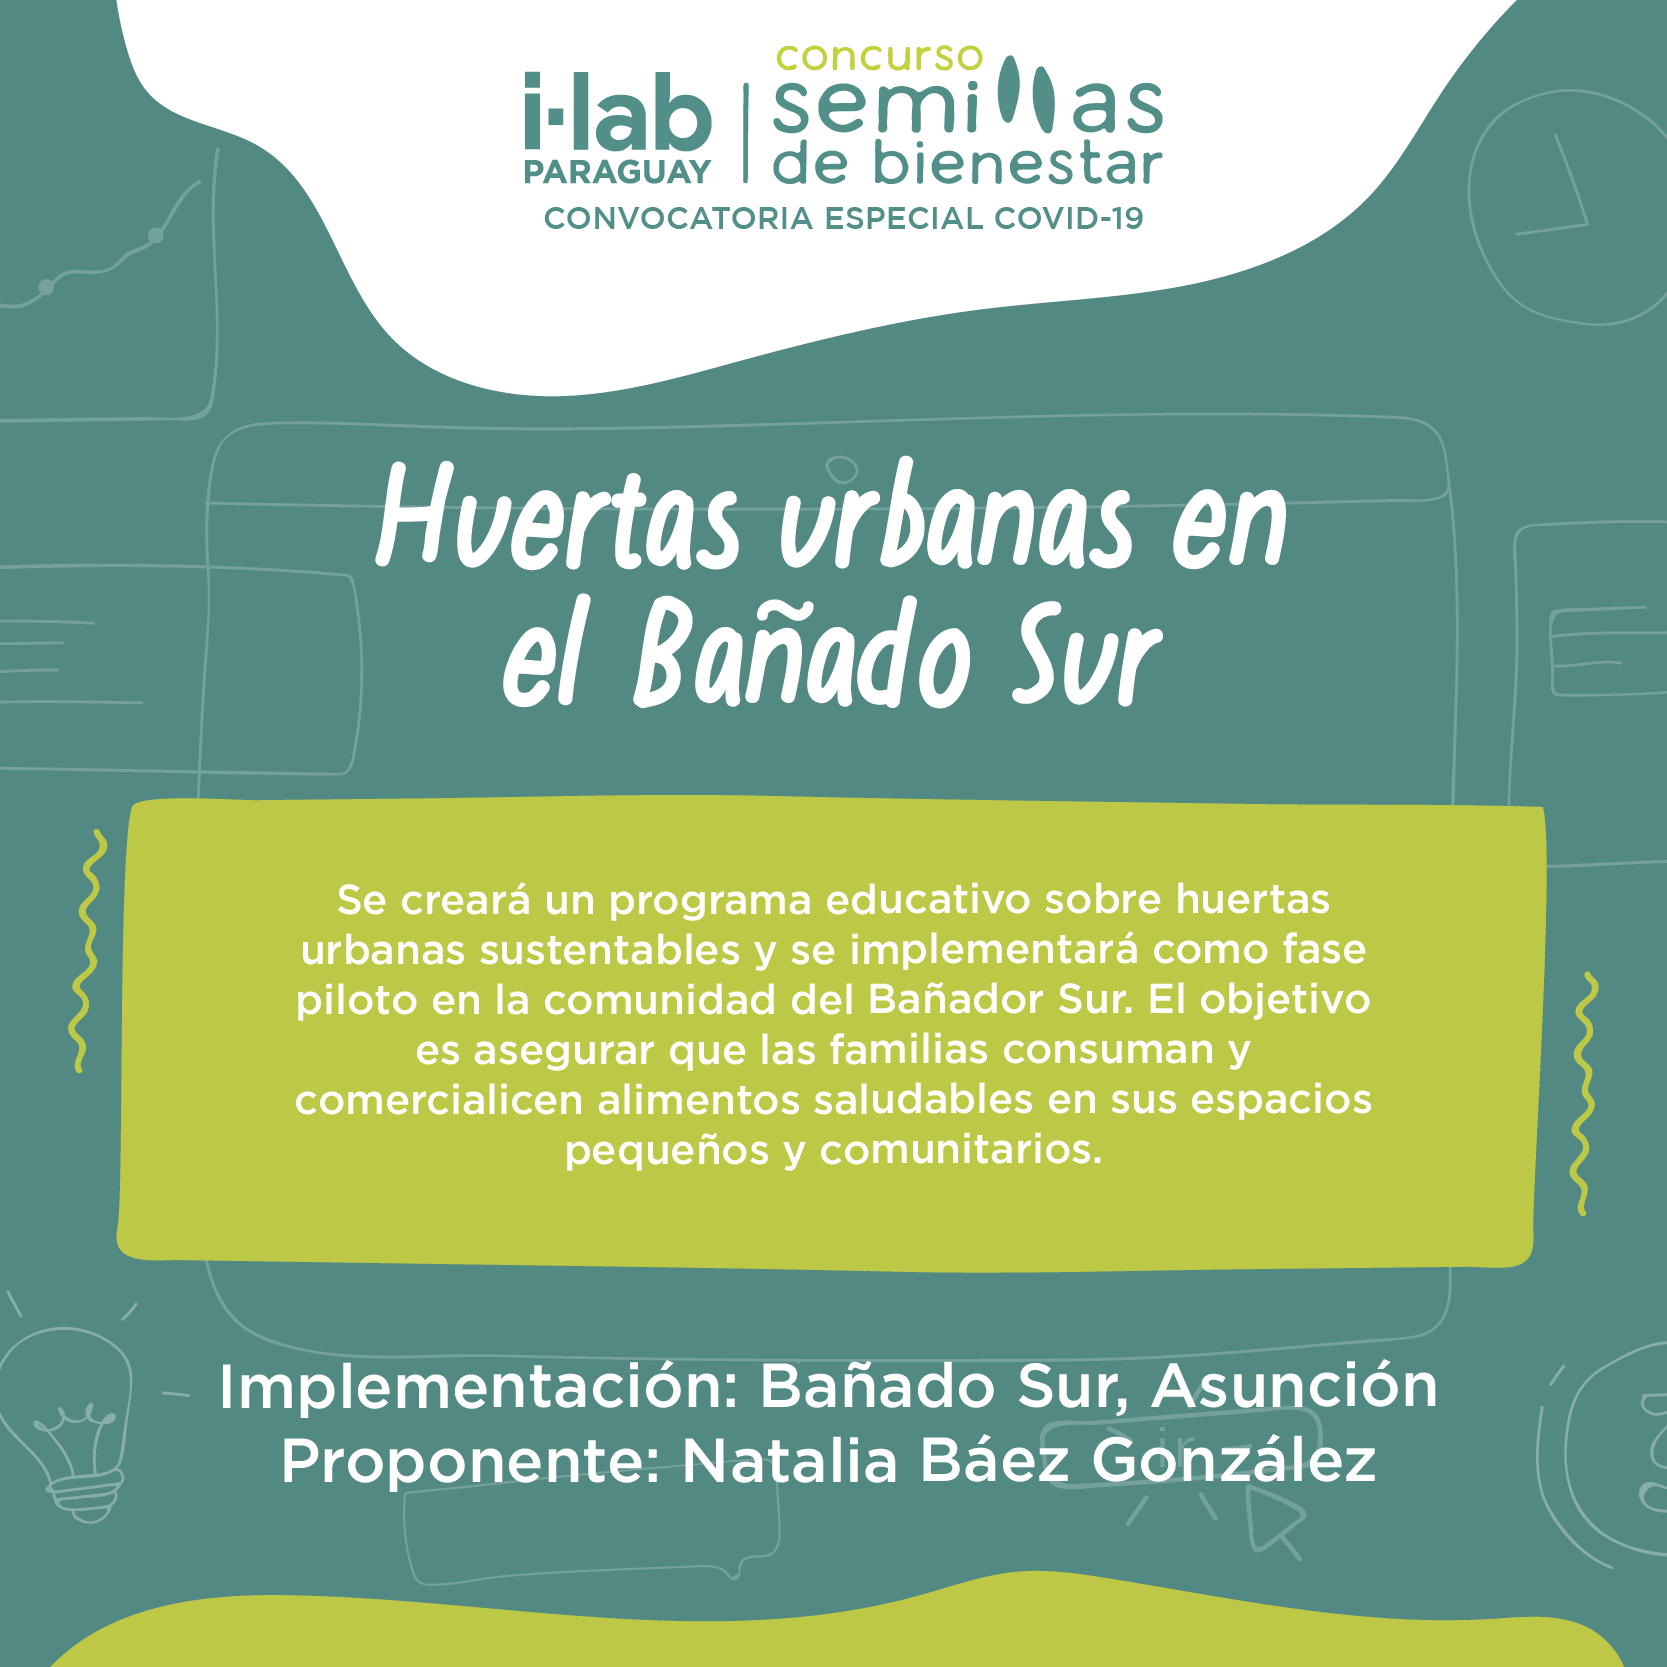 i·lab
PARAGUAY
concurso
semillas
de bienestar
CONVOCATORIA ESPECIAL COVID-19
Huertas urbanas en
el Bañado Sur
Se creará un programa educativo sobre huertas
urbanas sustentables y se implementará como fase
piloto en la comunidad del Bañador Sur. El objetivo
es asegurar que las familias consuman y
comercialicen alimentos saludables en sus espacios
pequeños y comunitarios.
Implementación: Bañado Sur, Asunción
Proponente: Natalia Báez González
ir